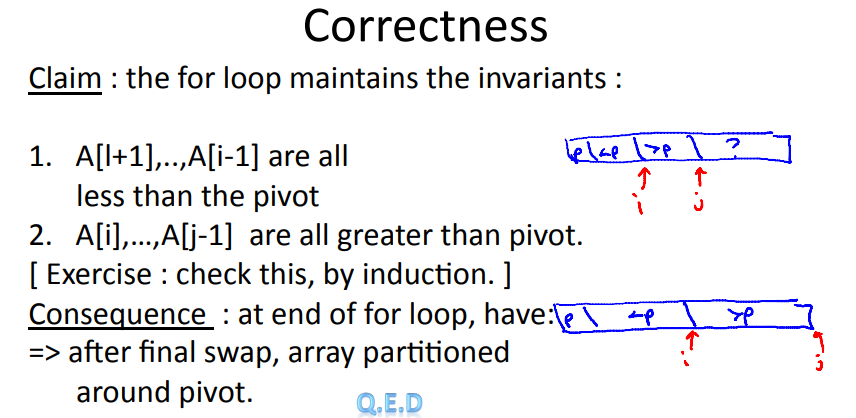 Correctness
Claim : the for loop maintains the invariants :
1. A[l+1],..,A[i-1] are all
less than the pivot
p <p >p ?
i j
2. A[i],...,A[j-1] are all greater than pivot.
[ Exercise : check this, by induction. ]
Consequence : at end of for loop, have:
p <p >p
i j
=> after final swap, array partitioned
around pivot.
Q.E.D